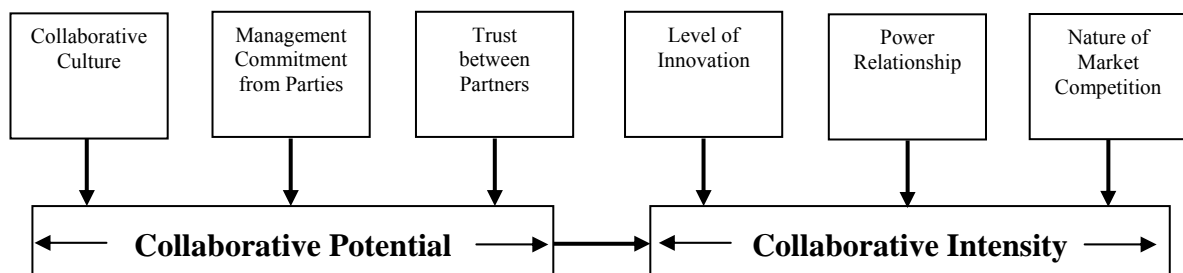 Collaborative
Culture
Management
Commitment
from Parties
Trust
between
Partners
Level of
Innovation
Power
Relationship
Nature of
Market
Competition
Collaborative Potential
Collaborative Intensity